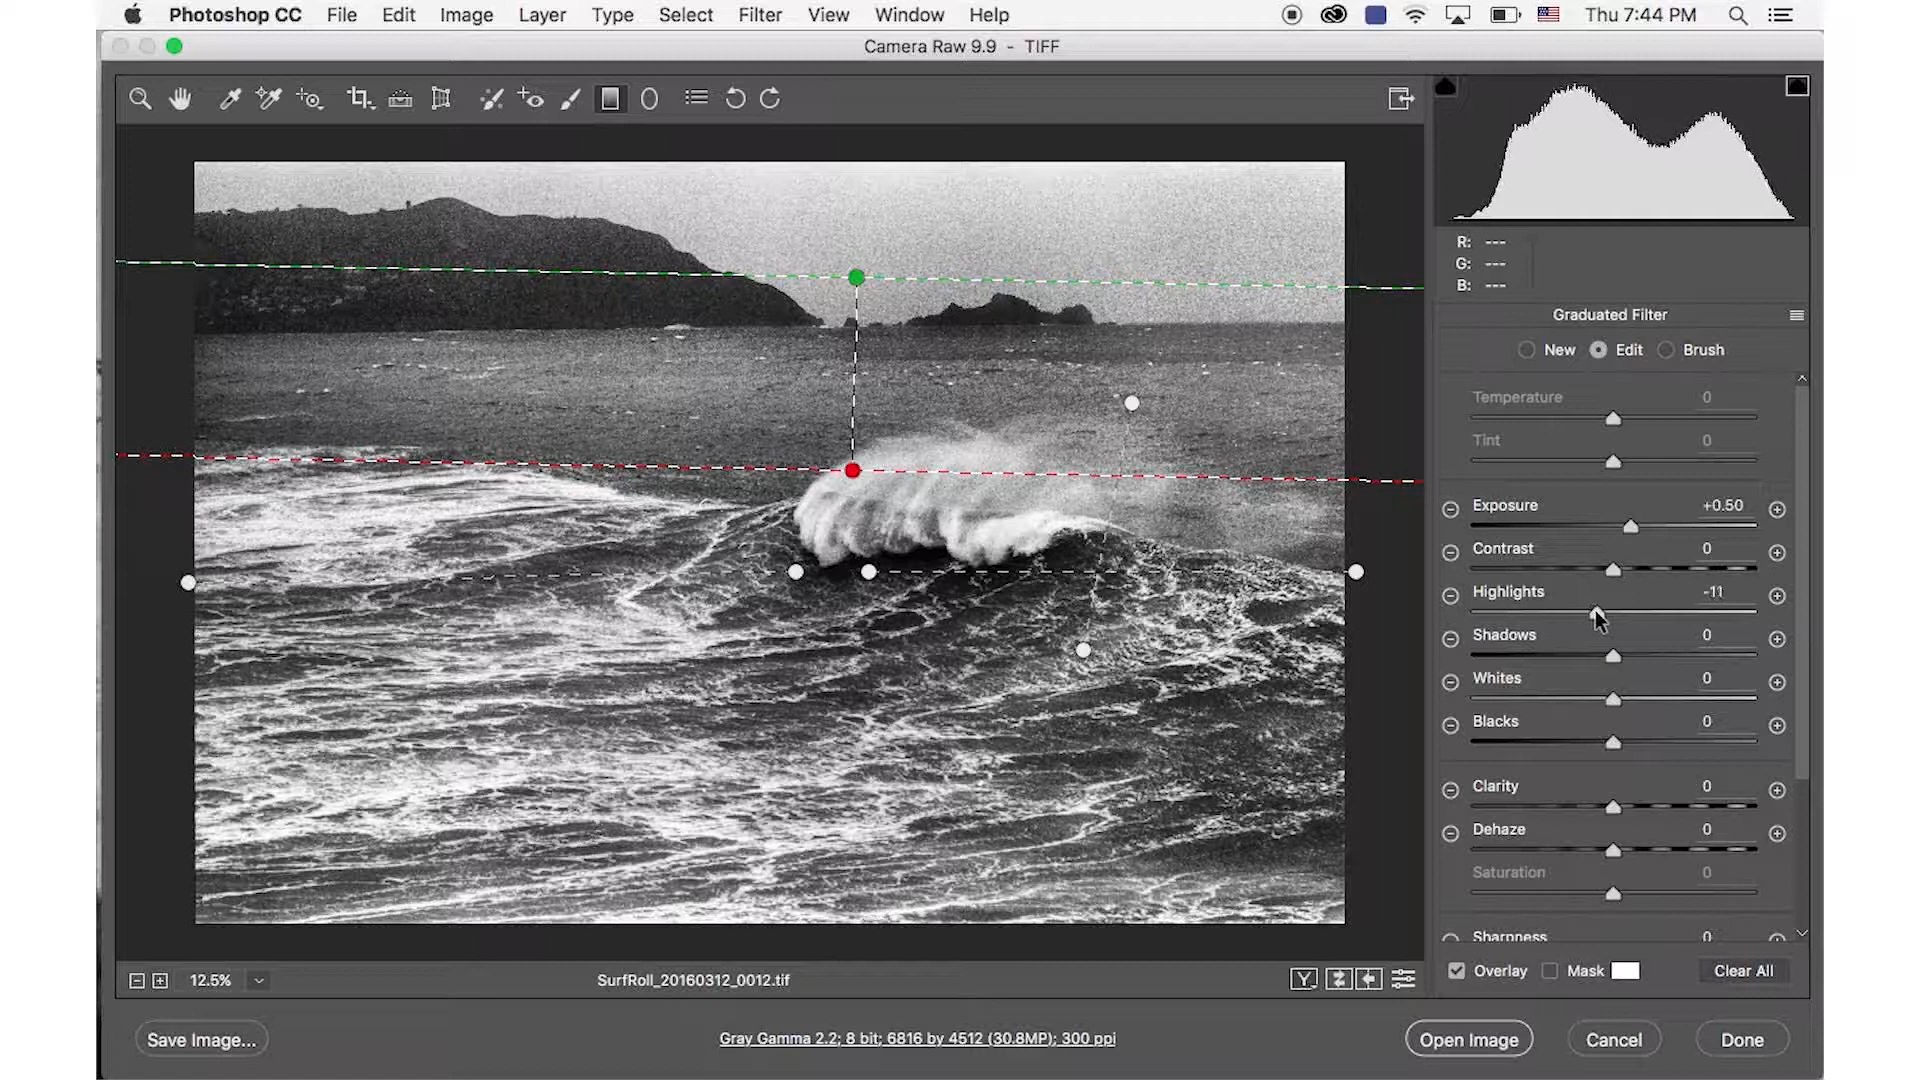 Photoshop CC File Edit Image Layer Type Select Filter View Window Help Thu 7:44 PM
Camera Raw 9.9 - TIFF
R: ---
G: ---
B: ---
Graduated Filter
New Edit Brush
Temperature 0
Tint 0
Exposure +0.50
Contrast 0
Highlights -11
Shadows 0
Whites 0
Blacks 0
Clarity 0
Dehaze 0
Saturation 0
Sharpness 0
Overlay Mask Clear All
12.5% SurfRoll_20160312_0012.tif Y
Save Image... Gray Gamma 2.2; 8 bit; 6816 by 4512 (30.8MP); 300 ppi Open Image Cancel Done